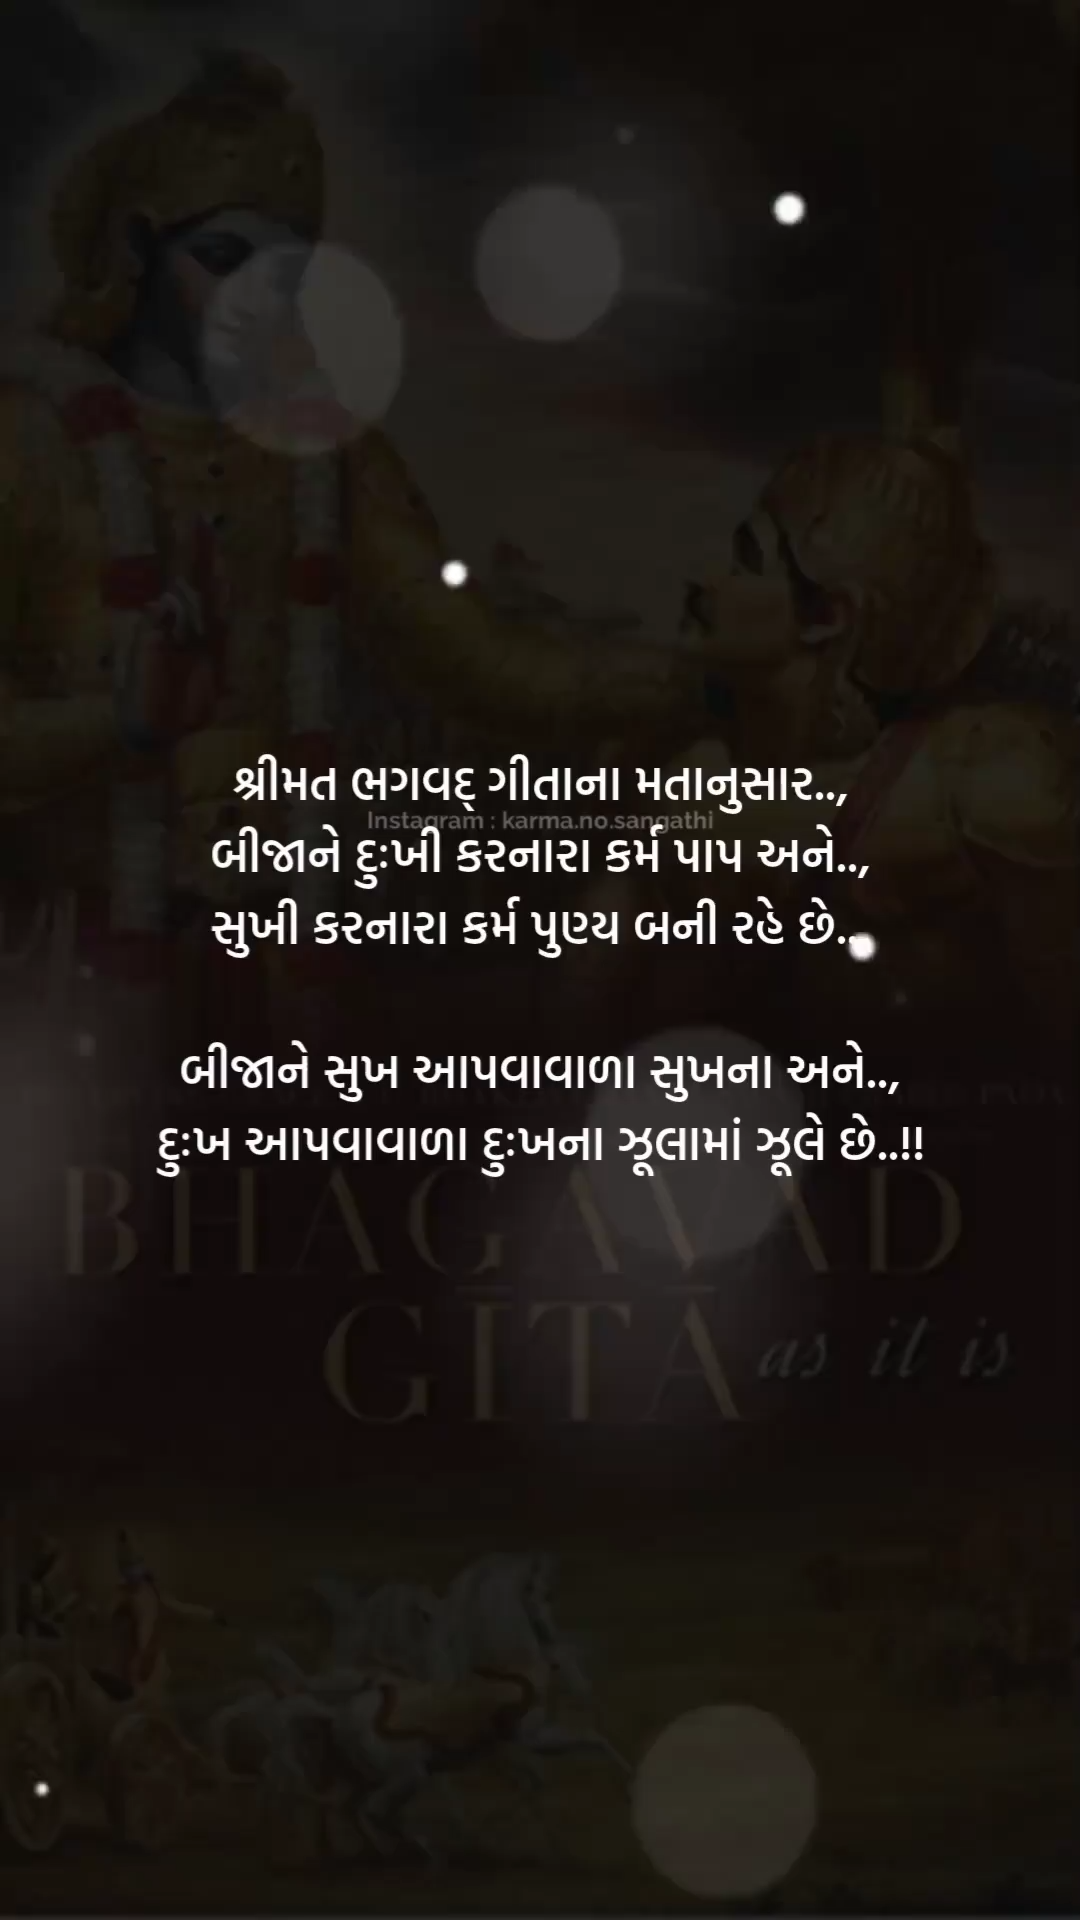 શ્રીમત ભગવદ્ ગીતાના મતાનુસાર..,
Instagram : karma.no.sangathi
બીજાને દુઃખી કરનારા કર્મ પાપ અને..,
સુખી કરનારા કર્મ પુણ્ય બની રહે છે..
બીજાને સુખ આપવાવાળા સુખના અને..,
દુઃખ આપવાવાળા દુઃખના ઝૂલામાં ઝૂલે છે..!!
BHAGAVAD
GĪTĀ as it is